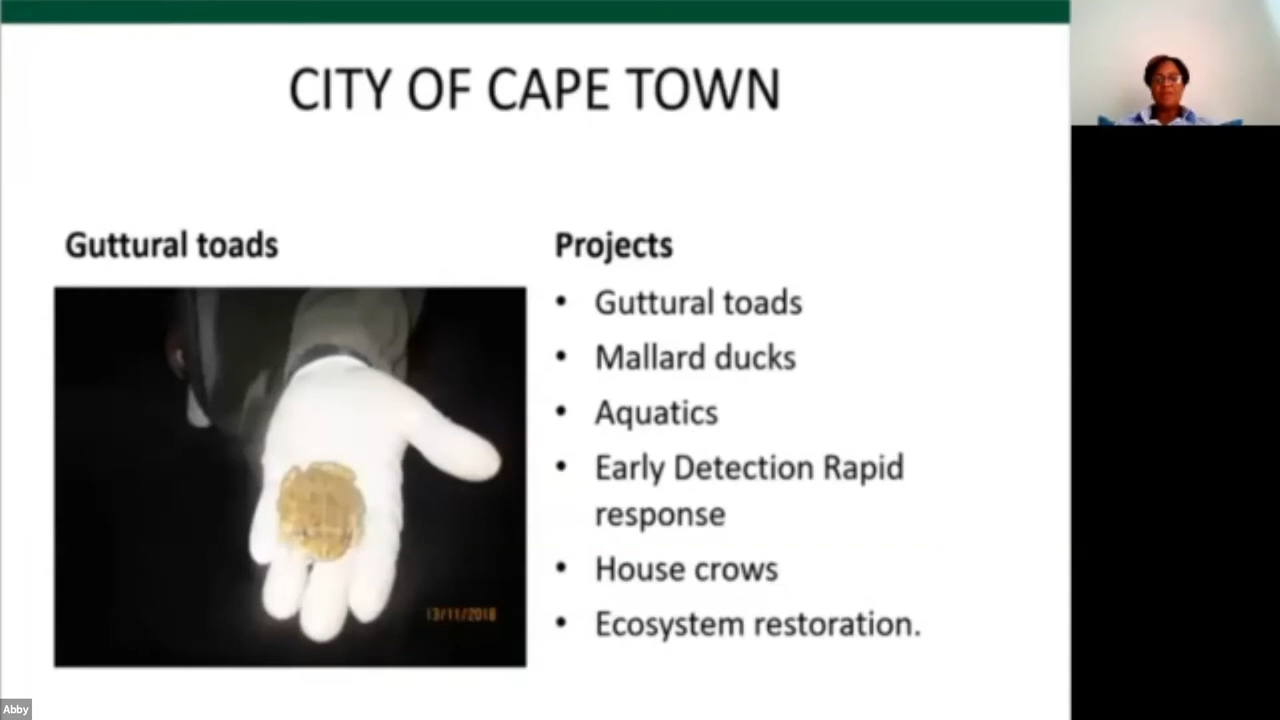 CITY OF CAPE TOWN
Guttural toads
Projects
• Guttural toads
• Mallard ducks
• Aquatics
• Early Detection Rapid
response
• House crows
• Ecosystem restoration.
13/11/2018
Abby